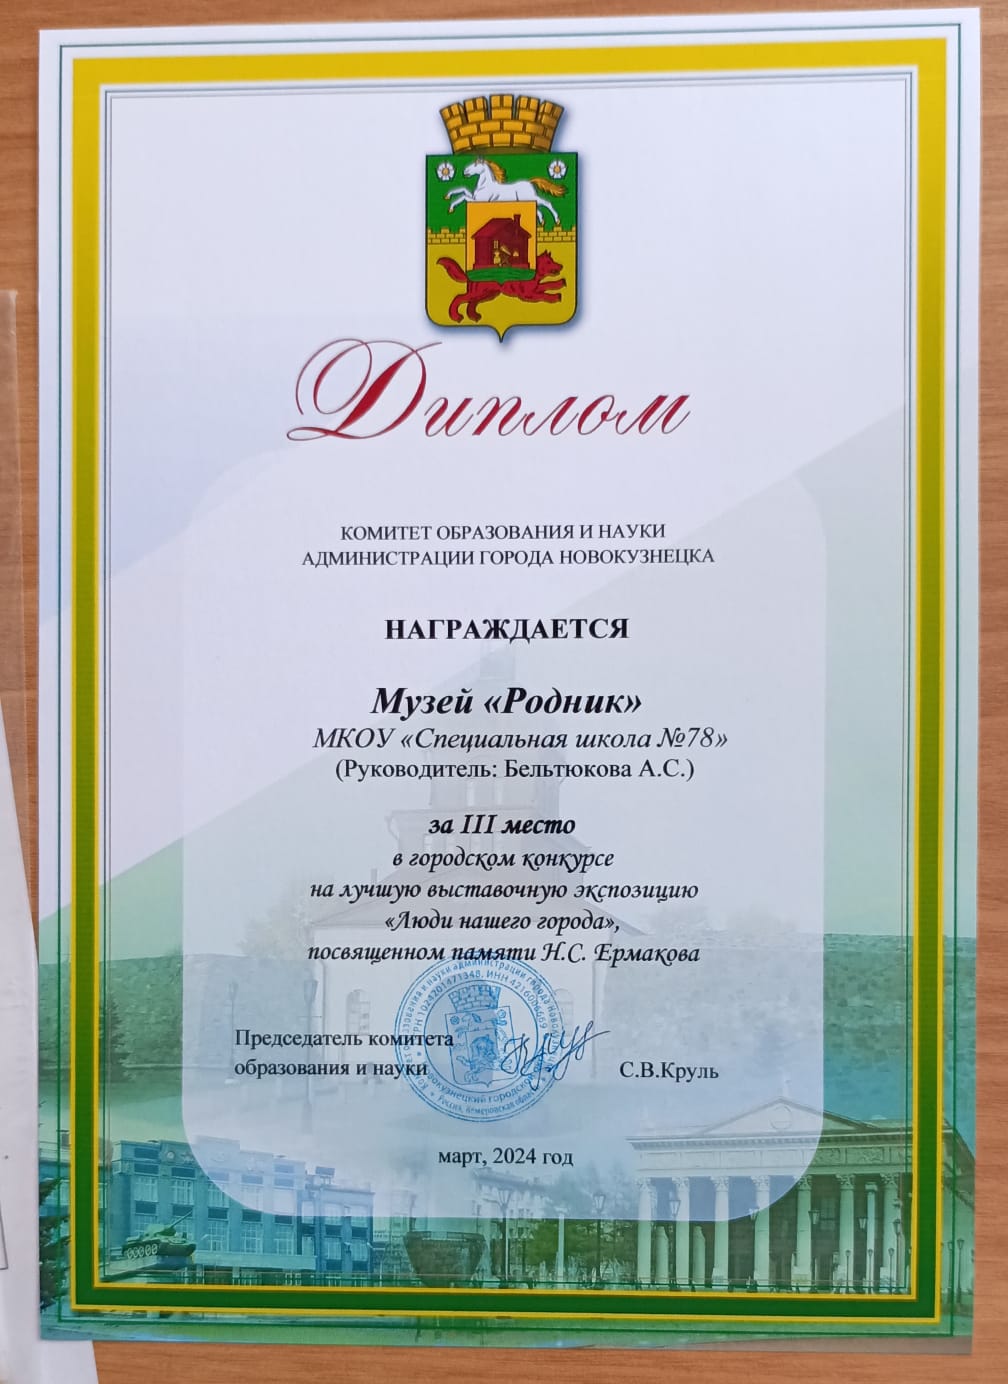 Диплом
КОМИТЕТ ОБРАЗОВАНИЯ И НАУКИ
АДМИНИСТРАЦИИ ГОРОДА НОВОКУЗНЕЦКА
НАГРАЖДАЕТСЯ
Музей «Родник»
МКОУ «Специальная школа №78»
(Руководитель: Бельтюкова А.С.)
за III место
в городском конкурсе
на лучшую выставочную экспозицию
«Люди нашего города»,
посвященном памяти Н.С. Ермакова
Председатель комитета
образования и науки
С.В.Круль
март, 2024 год